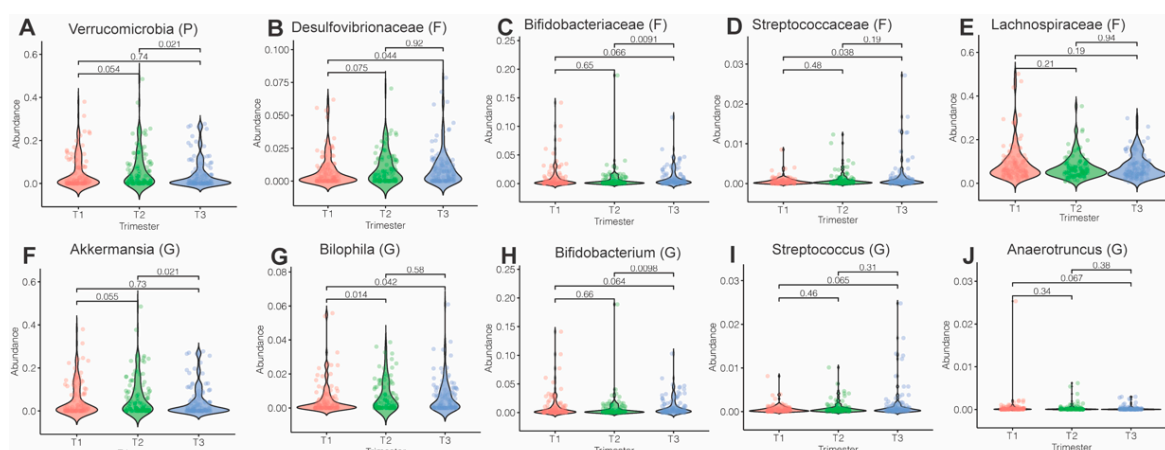 A Verrucomicrobia (P)
0.021
0.74
0.054
0.6
0.4
0.2
0.0
Abundance
T1 T2 T3
Trimester
B Desulfovibrionaceae (F)
0.92
0.044
0.075
0.100
0.075
0.050
0.025
0.000
Abundance
T1 T2 T3
Trimester
C Bifidobacteriaceae (F)
0.0091
0.066
0.65
0.25
0.20
0.15
0.10
0.05
0.00
Abundance
T1 T2 T3
Trimester
D Streptococcaceae (F)
0.19
0.038
0.48
0.03
0.02
0.01
0.00
Abundance
T1 T2 T3
Trimester
E Lachnospiraceae (F)
0.94
0.19
0.21
0.6
0.4
0.2
0.0
Abundance
T1 T2 T3
Trimester
F Akkermansia (G)
0.021
0.73
0.055
0.6
0.4
0.2
0.0
Abundance
T1 T2 T3
G Bilophila (G)
0.58
0.042
0.014
0.08
0.06
0.04
0.02
0.00
Abundance
T1 T2 T3
Trimester
H Bifidobacterium (G)
0.0098
0.064
0.66
0.25
0.20
0.15
0.10
0.05
0.00
Abundance
T1 T2 T3
Trimester
I Streptococcus (G)
0.31
0.065
0.46
0.03
0.02
0.01
0.00
Abundance
T1 T2 T3
Trimester
J Anaerotruncus (G)
0.38
0.067
0.34
0.03
0.02
0.01
0.00
Abundance
T1 T2 T3
Trimester